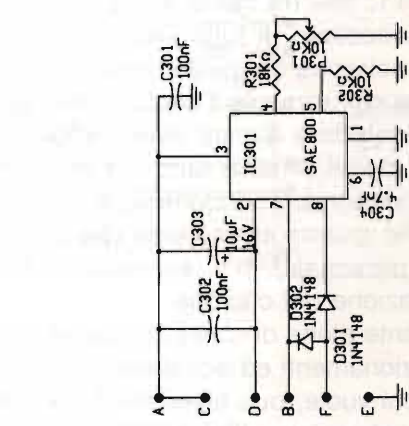 C301
100nF
A
C
D
B
F
E
C302
100nF
C303
10µF
16V
+
3
2
7
8
6
1
4
5
IC301
SAE800
R301
18KΩ
P301
10KΩ
R302
10KΩ
C304
4.7nF
D302
1N4148
D301
1N4148